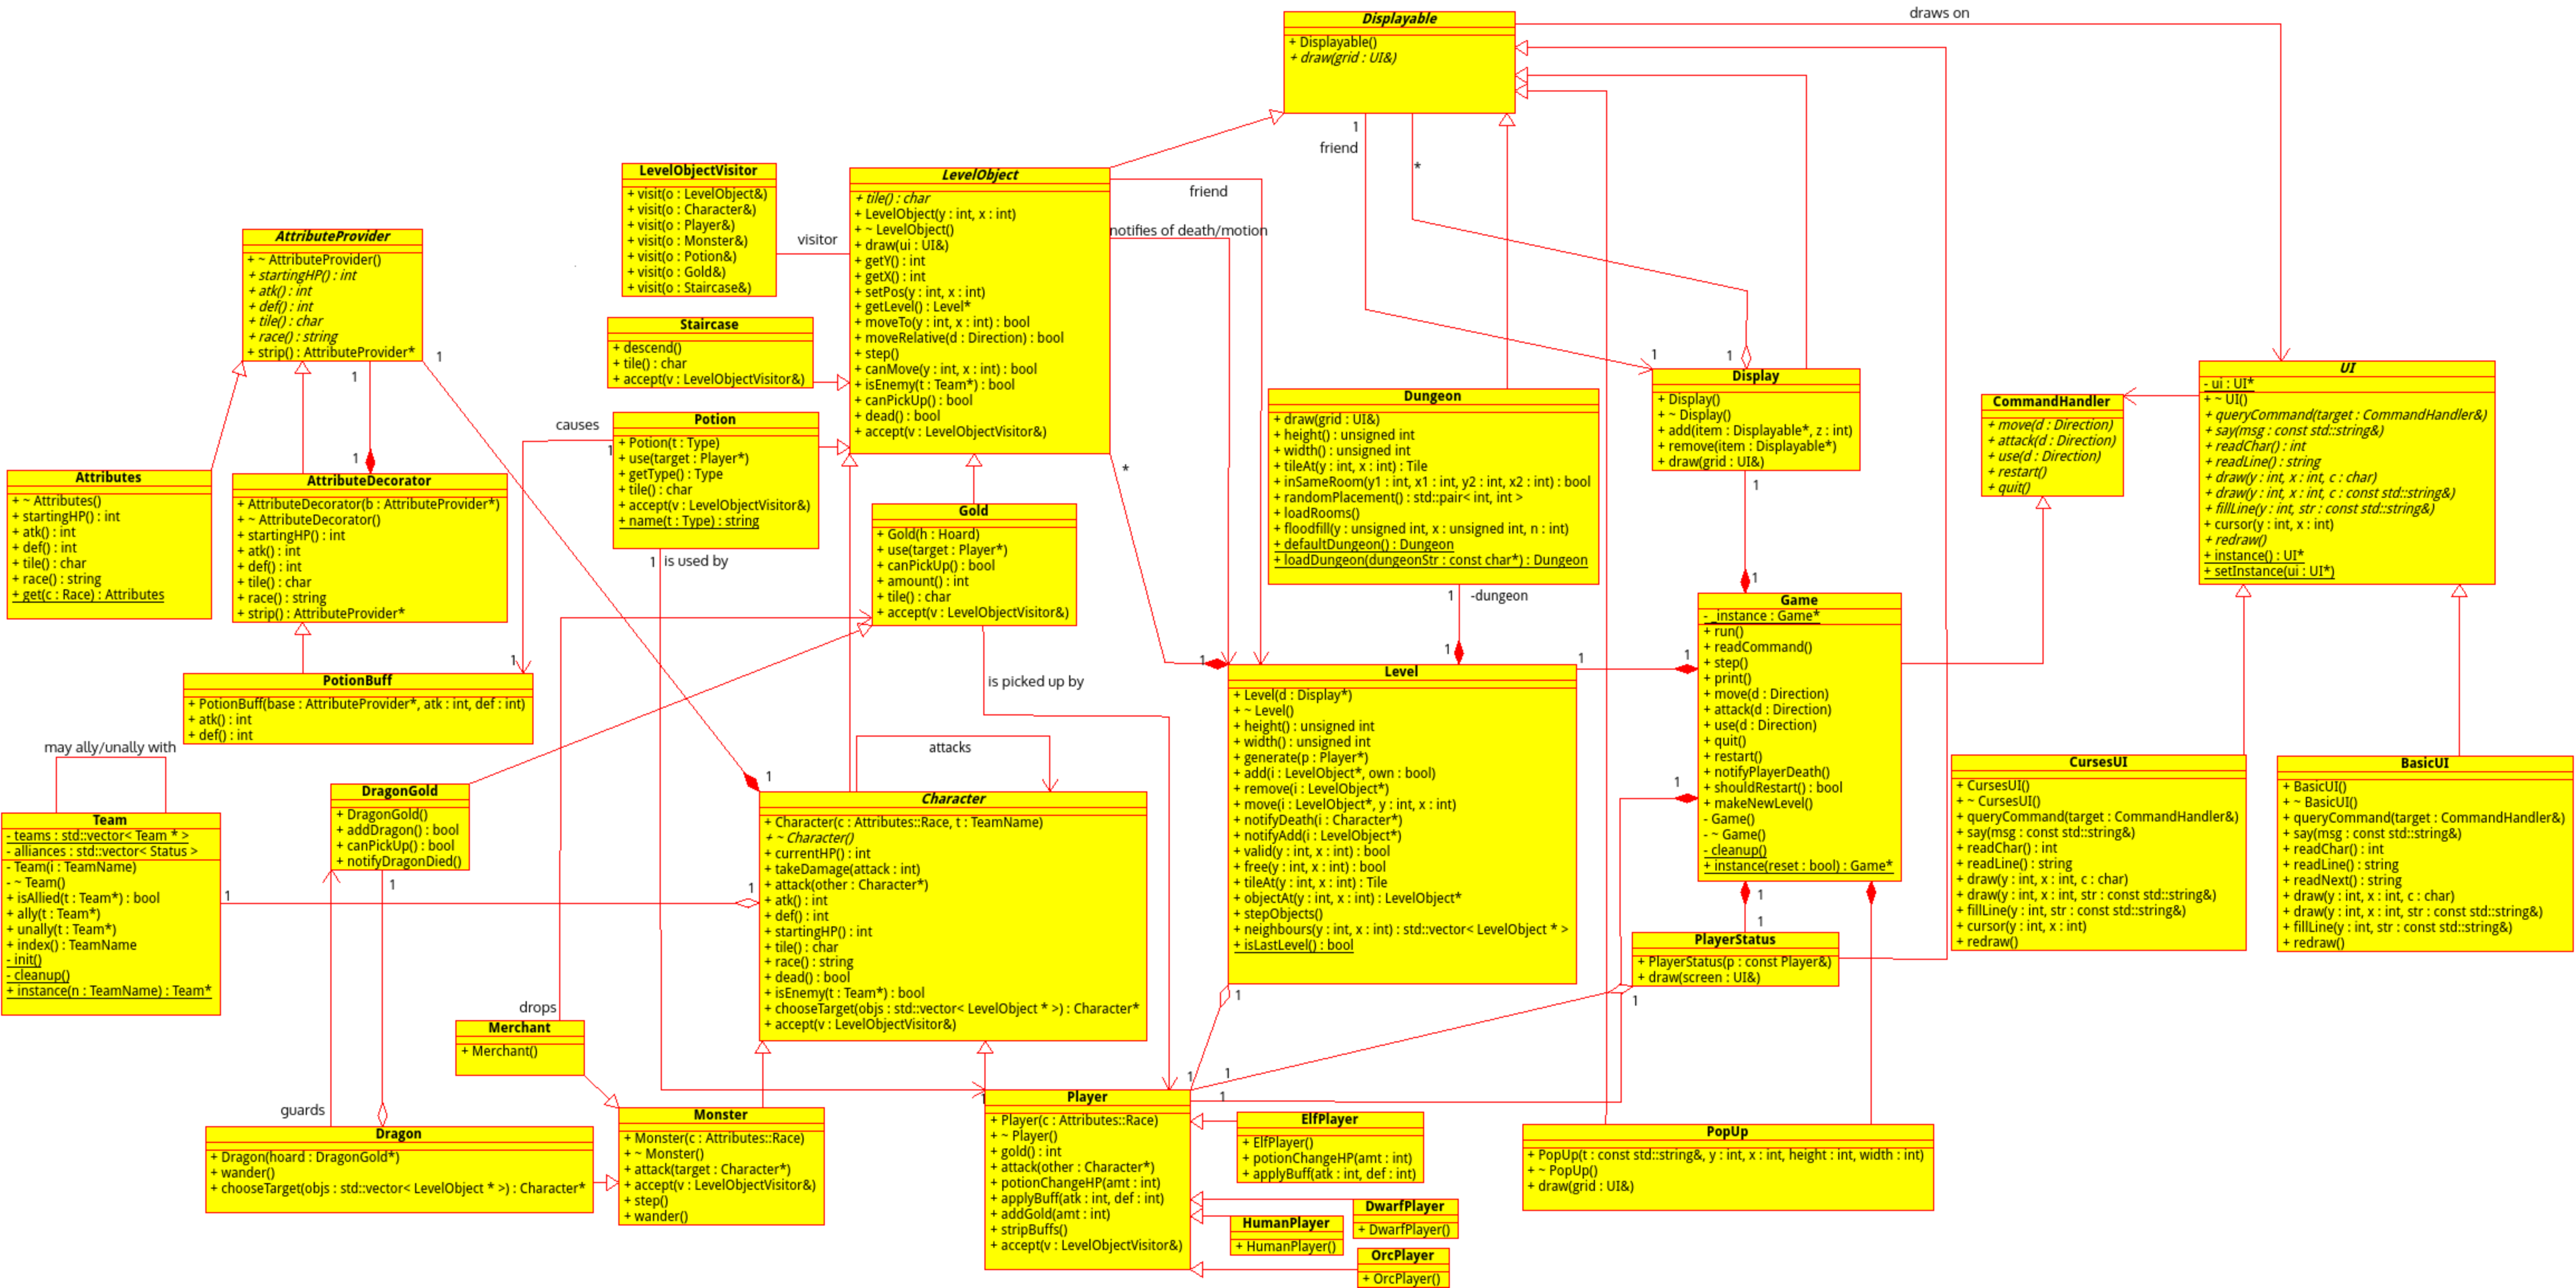 Displayable
+ Displayable()
+ draw(grid : UI&)
draws on
1
friend
*
LevelObjectVisitor
+ visit(o : LevelObject&)
+ visit(o : Character&)
+ visit(o : Player&)
+ visit(o : Monster&)
+ visit(o : Potion&)
+ visit(o : Gold&)
+ visit(o : Staircase&)
visitor
LevelObject
+ tile() : char
+ LevelObject(y : int, x : int)
+ ~ LevelObject()
+ draw(ui : UI&)
+ getY() : int
+ getX() : int
+ setPos(y : int, x : int)
+ getLevel() : Level*
+ moveTo(y : int, x : int) : bool
+ moveRelative(d : Direction) : bool
+ step()
+ canMove(y : int, x : int) : bool
+ isEnemy(t : Team*) : bool
+ canPickUp() : bool
+ dead() : bool
+ accept(v : LevelObjectVisitor&)
friend
notifies of death/motion
*
1
AttributeProvider
+ ~ AttributeProvider()
+ startingHP() : int
+ atk() : int
+ def() : int
+ tile() : char
+ race() : string
+ strip() : AttributeProvider*
1
1
1
Staircase
+ descend()
+ tile() : char
+ accept(v : LevelObjectVisitor&)
Potion
+ Potion(t : Type)
+ use(target : Player*)
+ getType() : Type
+ tile() : char
+ accept(v : LevelObjectVisitor&)
+ name(t : Type) : string
causes
1
1
1
is used by
Attributes
+ ~ Attributes()
+ startingHP() : int
+ atk() : int
+ def() : int
+ tile() : char
+ race() : string
+ get(c : Race) : Attributes
AttributeDecorator
+ AttributeDecorator(b : AttributeProvider*)
+ ~ AttributeDecorator()
+ startingHP() : int
+ atk() : int
+ def() : int
+ tile() : char
+ race() : string
+ strip() : AttributeProvider*
Gold
+ Gold(h : Hoard)
+ use(target : Player*)
+ canPickUp() : bool
+ amount() : int
+ tile() : char
+ accept(v : LevelObjectVisitor&)
is picked up by
Dungeon
+ draw(grid : UI&)
+ height() : unsigned int
+ width() : unsigned int
+ tileAt(y : int, x : int) : Tile
+ inSameRoom(y1 : int, x1 : int, y2 : int, x2 : int) : bool
+ randomPlacement() : std::pair< int, int >
+ loadRooms()
+ floodfill(y : unsigned int, x : unsigned int, n : int)
+ defaultDungeon() : Dungeon
+ loadDungeon(dungeonStr : const char*) : Dungeon
1
-dungeon
1
1
1
Display
+ Display()
+ ~ Display()
+ add(item : Displayable*, z : int)
+ remove(item : Displayable*)
+ draw(grid : UI&)
1
1
CommandHandler
+ move(d : Direction)
+ attack(d : Direction)
+ use(d : Direction)
+ restart()
+ quit()
UI
- ui : UI*
+ ~ UI()
+ queryCommand(target : CommandHandler&)
+ say(msg : const std::string&)
+ readChar() : int
+ readLine() : string
+ draw(y : int, x : int, c : char)
+ draw(y : int, x : int, c : const std::string&)
+ fillLine(y : int, str : const std::string&)
+ cursor(y : int, x : int)
+ redraw()
+ instance() : UI*
+ setInstance(ui : UI*)
PotionBuff
+ PotionBuff(base : AttributeProvider*, atk : int, def : int)
+ atk() : int
+ def() : int
Level
+ Level(d : Display*)
+ ~ Level()
+ height() : unsigned int
+ width() : unsigned int
+ generate(p : Player*)
+ add(i : LevelObject*, own : bool)
+ remove(i : LevelObject*)
+ move(i : LevelObject*, y : int, x : int)
+ notifyDeath(i : Character*)
+ notifyAdd(i : LevelObject*)
+ valid(y : int, x : int) : bool
+ free(y : int, x : int) : bool
+ tileAt(y : int, x : int) : Tile
+ objectAt(y : int, x : int) : LevelObject*
+ stepObjects()
+ neighbours(y : int, x : int) : std::vector< LevelObject * >
+ isLastLevel() : bool
1
1
1
Game
- _instance : Game*
+ run()
+ readCommand()
+ step()
+ print()
+ move(d : Direction)
+ attack(d : Direction)
+ use(d : Direction)
+ quit()
+ restart()
+ notifyPlayerDeath()
+ shouldRestart() : bool
+ makeNewLevel()
- Game()
- ~ Game()
- cleanup()
+ instance(reset : bool) : Game*
1
1
1
CursesUI
+ CursesUI()
+ ~ CursesUI()
+ queryCommand(target : CommandHandler&)
+ say(msg : const std::string&)
+ readChar() : int
+ readLine() : string
+ draw(y : int, x : int, c : char)
+ draw(y : int, x : int, str : const std::string&)
+ fillLine(y : int, str : const std::string&)
+ cursor(y : int, x : int)
+ redraw()
BasicUI
+ BasicUI()
+ ~ BasicUI()
+ queryCommand(target : CommandHandler&)
+ say(msg : const std::string&)
+ readChar() : int
+ readLine() : string
+ readNext() : string
+ draw(y : int, x : int, c : char)
+ draw(y : int, x : int, str : const std::string&)
+ fillLine(y : int, str : const std::string&)
+ redraw()
may ally/unally with
Team
- teams : std::vector< Team * >
- alliances : std::vector< Status >
- Team(i : TeamName)
- ~ Team()
+ isAllied(t : Team*) : bool
+ ally(t : Team*)
+ unally(t : Team*)
+ index() : TeamName
- init()
- cleanup()
+ instance(n : TeamName) : Team*
1
1
DragonGold
+ DragonGold()
+ addDragon() : bool
+ canPickUp() : bool
+ notifyDragonDied()
1
attacks
1
Character
+ Character(c : Attributes::Race, t : TeamName)
+ ~ Character()
+ currentHP() : int
+ takeDamage(attack : int)
+ attack(other : Character*)
+ atk() : int
+ def() : int
+ startingHP() : int
+ tile() : char
+ race() : string
+ dead() : bool
+ isEnemy(t : Team*) : bool
+ chooseTarget(objs : std::vector< LevelObject * >) : Character*
+ accept(v : LevelObjectVisitor&)
PlayerStatus
+ PlayerStatus(p : const Player&)
+ draw(screen : UI&)
1
drops
Merchant
+ Merchant()
guards
Dragon
+ Dragon(hoard : DragonGold*)
+ wander()
+ chooseTarget(objs : std::vector< LevelObject * >) : Character*
Monster
+ Monster(c : Attributes::Race)
+ ~ Monster()
+ attack(target : Character*)
+ accept(v : LevelObjectVisitor&)
+ step()
+ wander()
1
1
1
1
Player
+ Player(c : Attributes::Race)
+ ~ Player()
+ gold() : int
+ attack(other : Character*)
+ potionChangeHP(amt : int)
+ applyBuff(atk : int, def : int)
+ addGold(amt : int)
+ stripBuffs()
+ accept(v : LevelObjectVisitor&)
ElfPlayer
+ ElfPlayer()
+ potionChangeHP(amt : int)
+ applyBuff(atk : int, def : int)
DwarfPlayer
+ DwarfPlayer()
HumanPlayer
+ HumanPlayer()
OrcPlayer
+ OrcPlayer()
PopUp
+ PopUp(t : const std::string&, y : int, x : int, height : int, width : int)
+ ~ PopUp()
+ draw(grid : UI&)